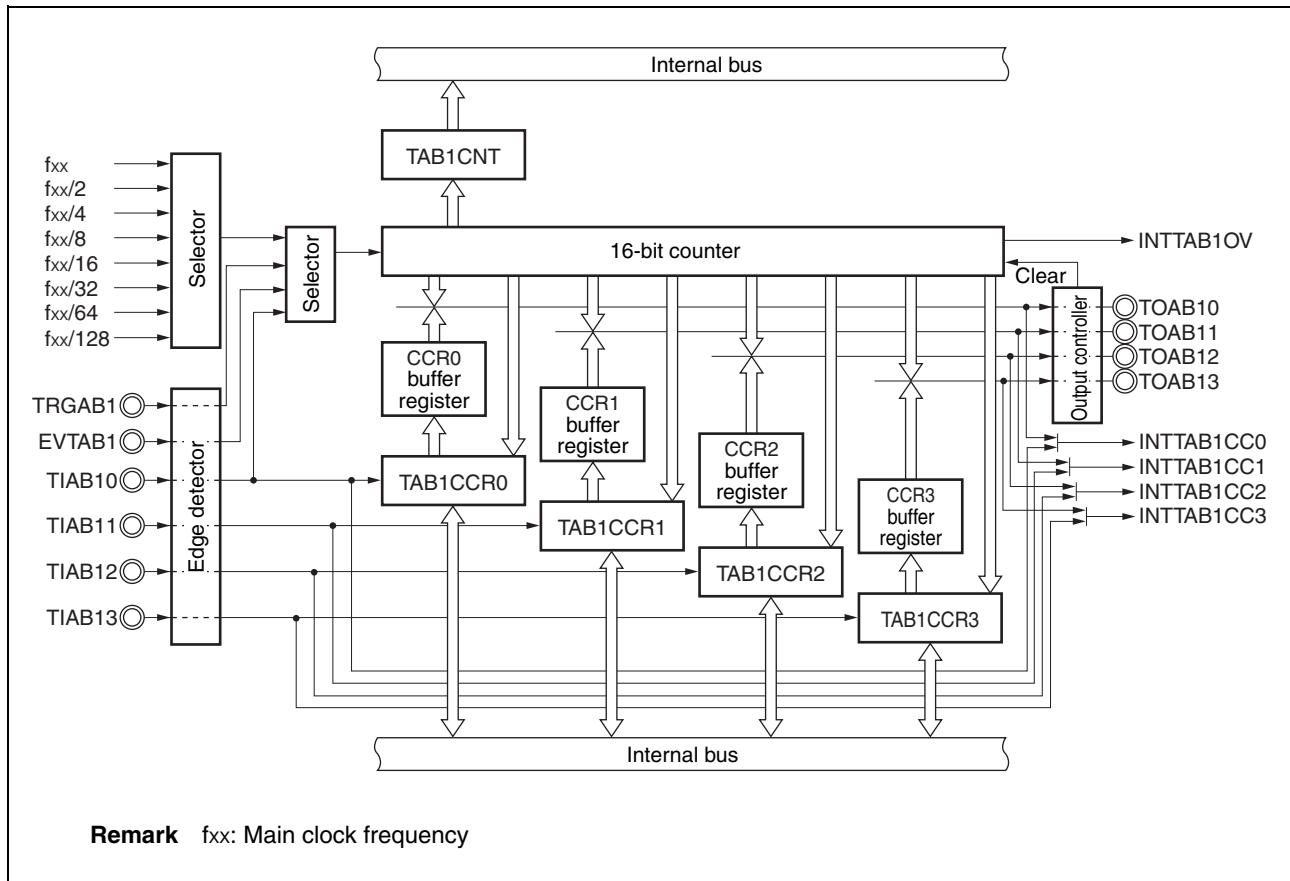 Internal bus
TAB1CNT
fxx
fxx/2
fxx/4
fxx/8
fxx/16
fxx/32
fxx/64
fxx/128
Selector
Selector
16-bit counter
INTTAB1OV
Clear
TOAB10
TOAB11
TOAB12
TOAB13
Output controller
CCR0
buffer
register
CCR1
buffer
register
CCR2
buffer
register
CCR3
buffer
register
TRGAB1
EVTAB1
TIAB10
TIAB11
TIAB12
TIAB13
Edge detector
TAB1CCR0
TAB1CCR1
TAB1CCR2
TAB1CCR3
INTTAB1CC0
INTTAB1CC1
INTTAB1CC2
INTTAB1CC3
Internal bus
Remark fxx: Main clock frequency